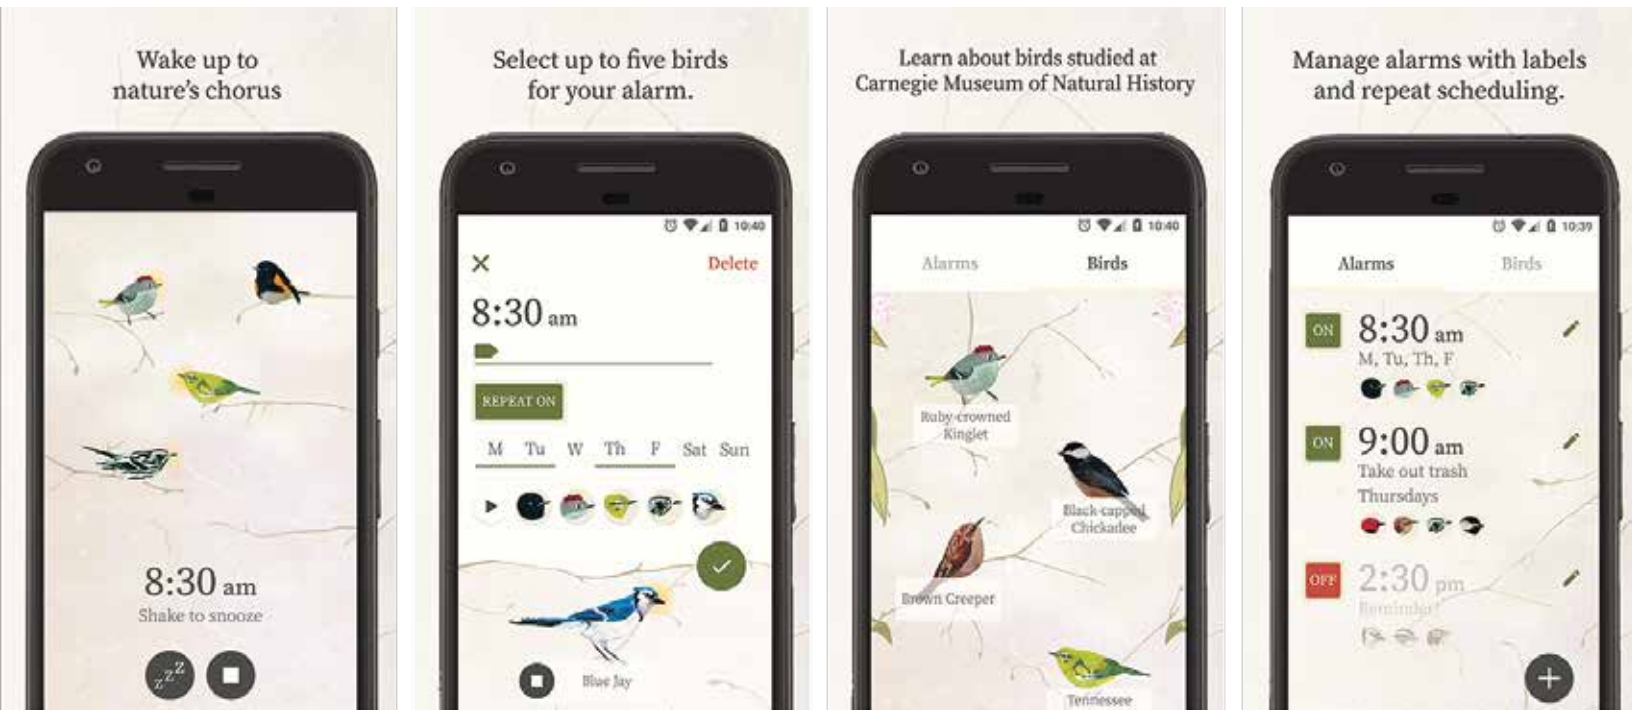 Wake up to
nature's chorus
8:30 am
Shake to snooze
zzZ
Select up to five birds
for your alarm.
10:40
Delete
8:30 am
REPEAT ON
M Tu W Th F Sat Sun
Blue Jay
Learn about birds studied at
Carnegie Museum of Natural History
10:40
Alarms Birds
Ruby-crowned
Kinglet
Black-capped
Chickadee
Brown Creeper
Tennessee
Manage alarms with labels
and repeat scheduling.
10:39
Alarms Birds
ON 8:30 am
M, Tu, Th, F
ON 9:00 am
Take out trash
Thursdays
OFF 2:30 pm
Reminder!